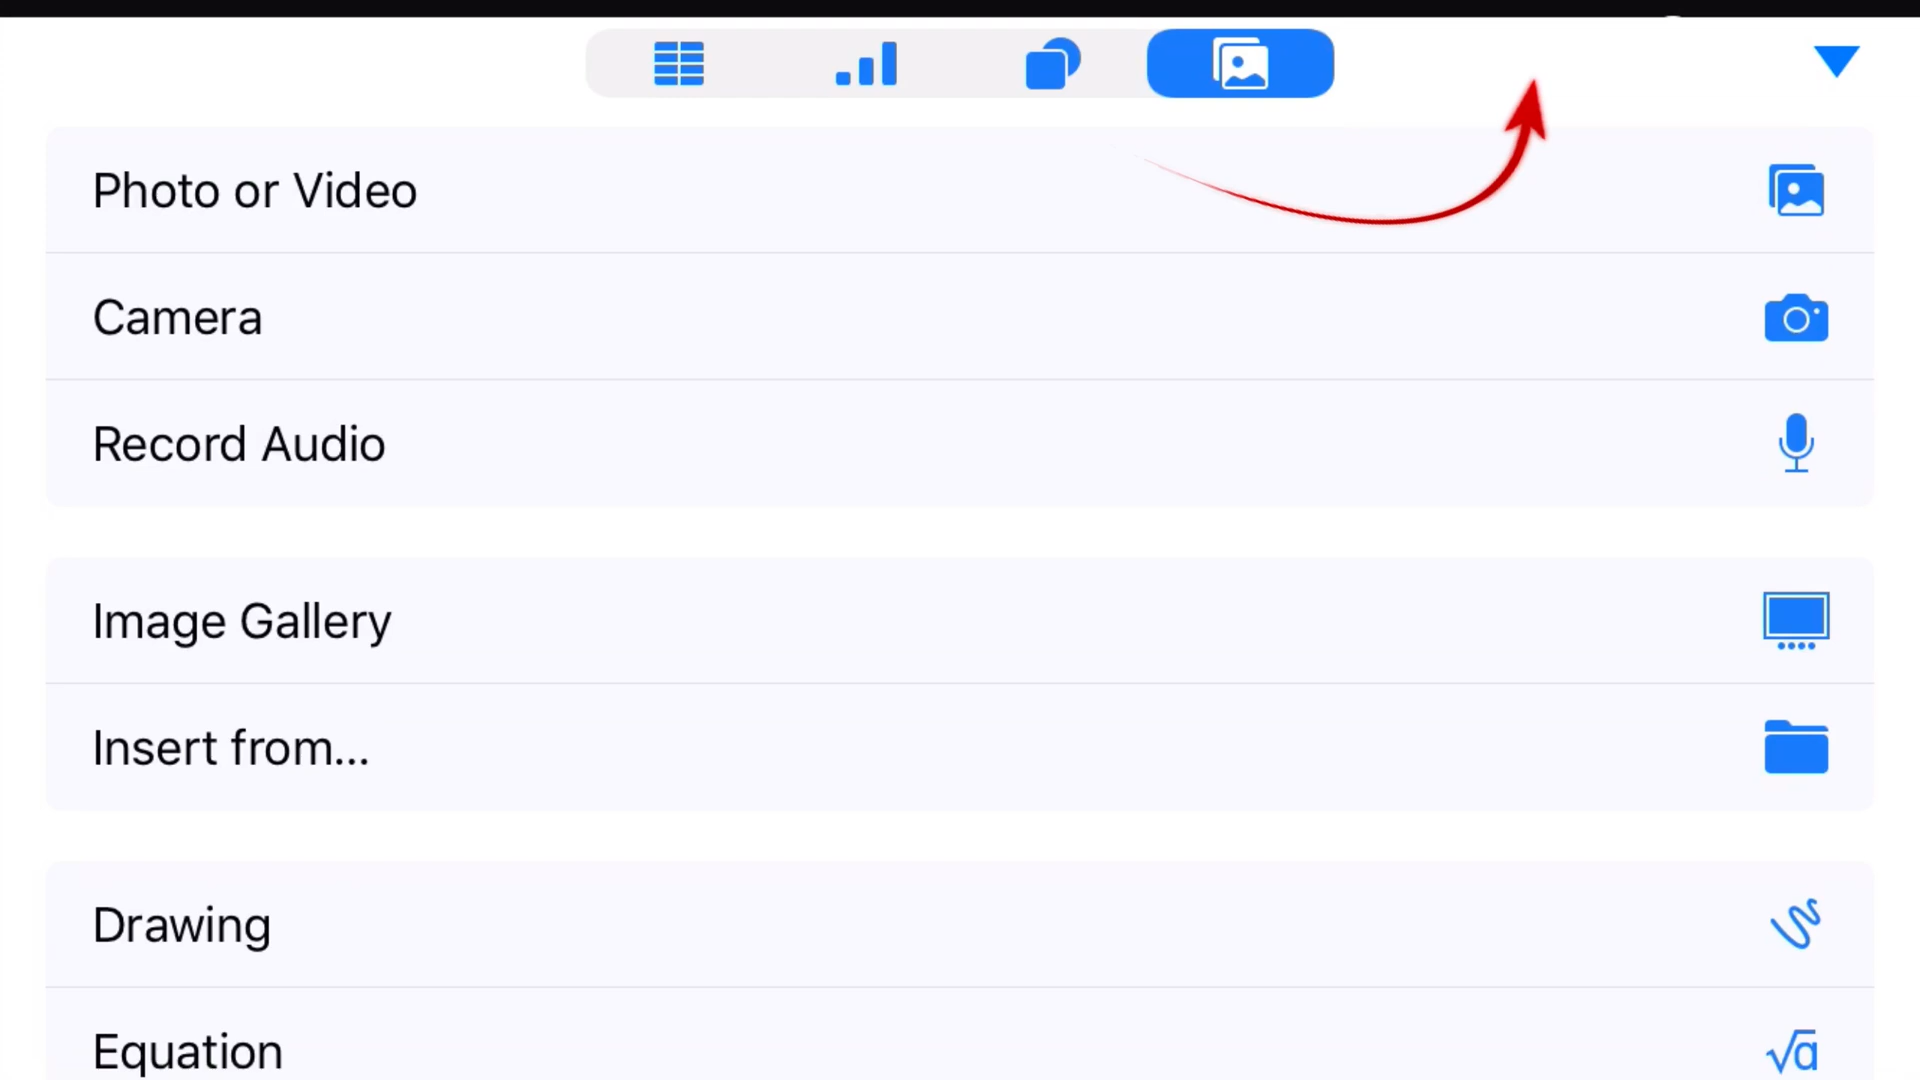 Photo or Video
Camera
Record Audio
Image Gallery
Insert from...
Drawing
Equation
√a